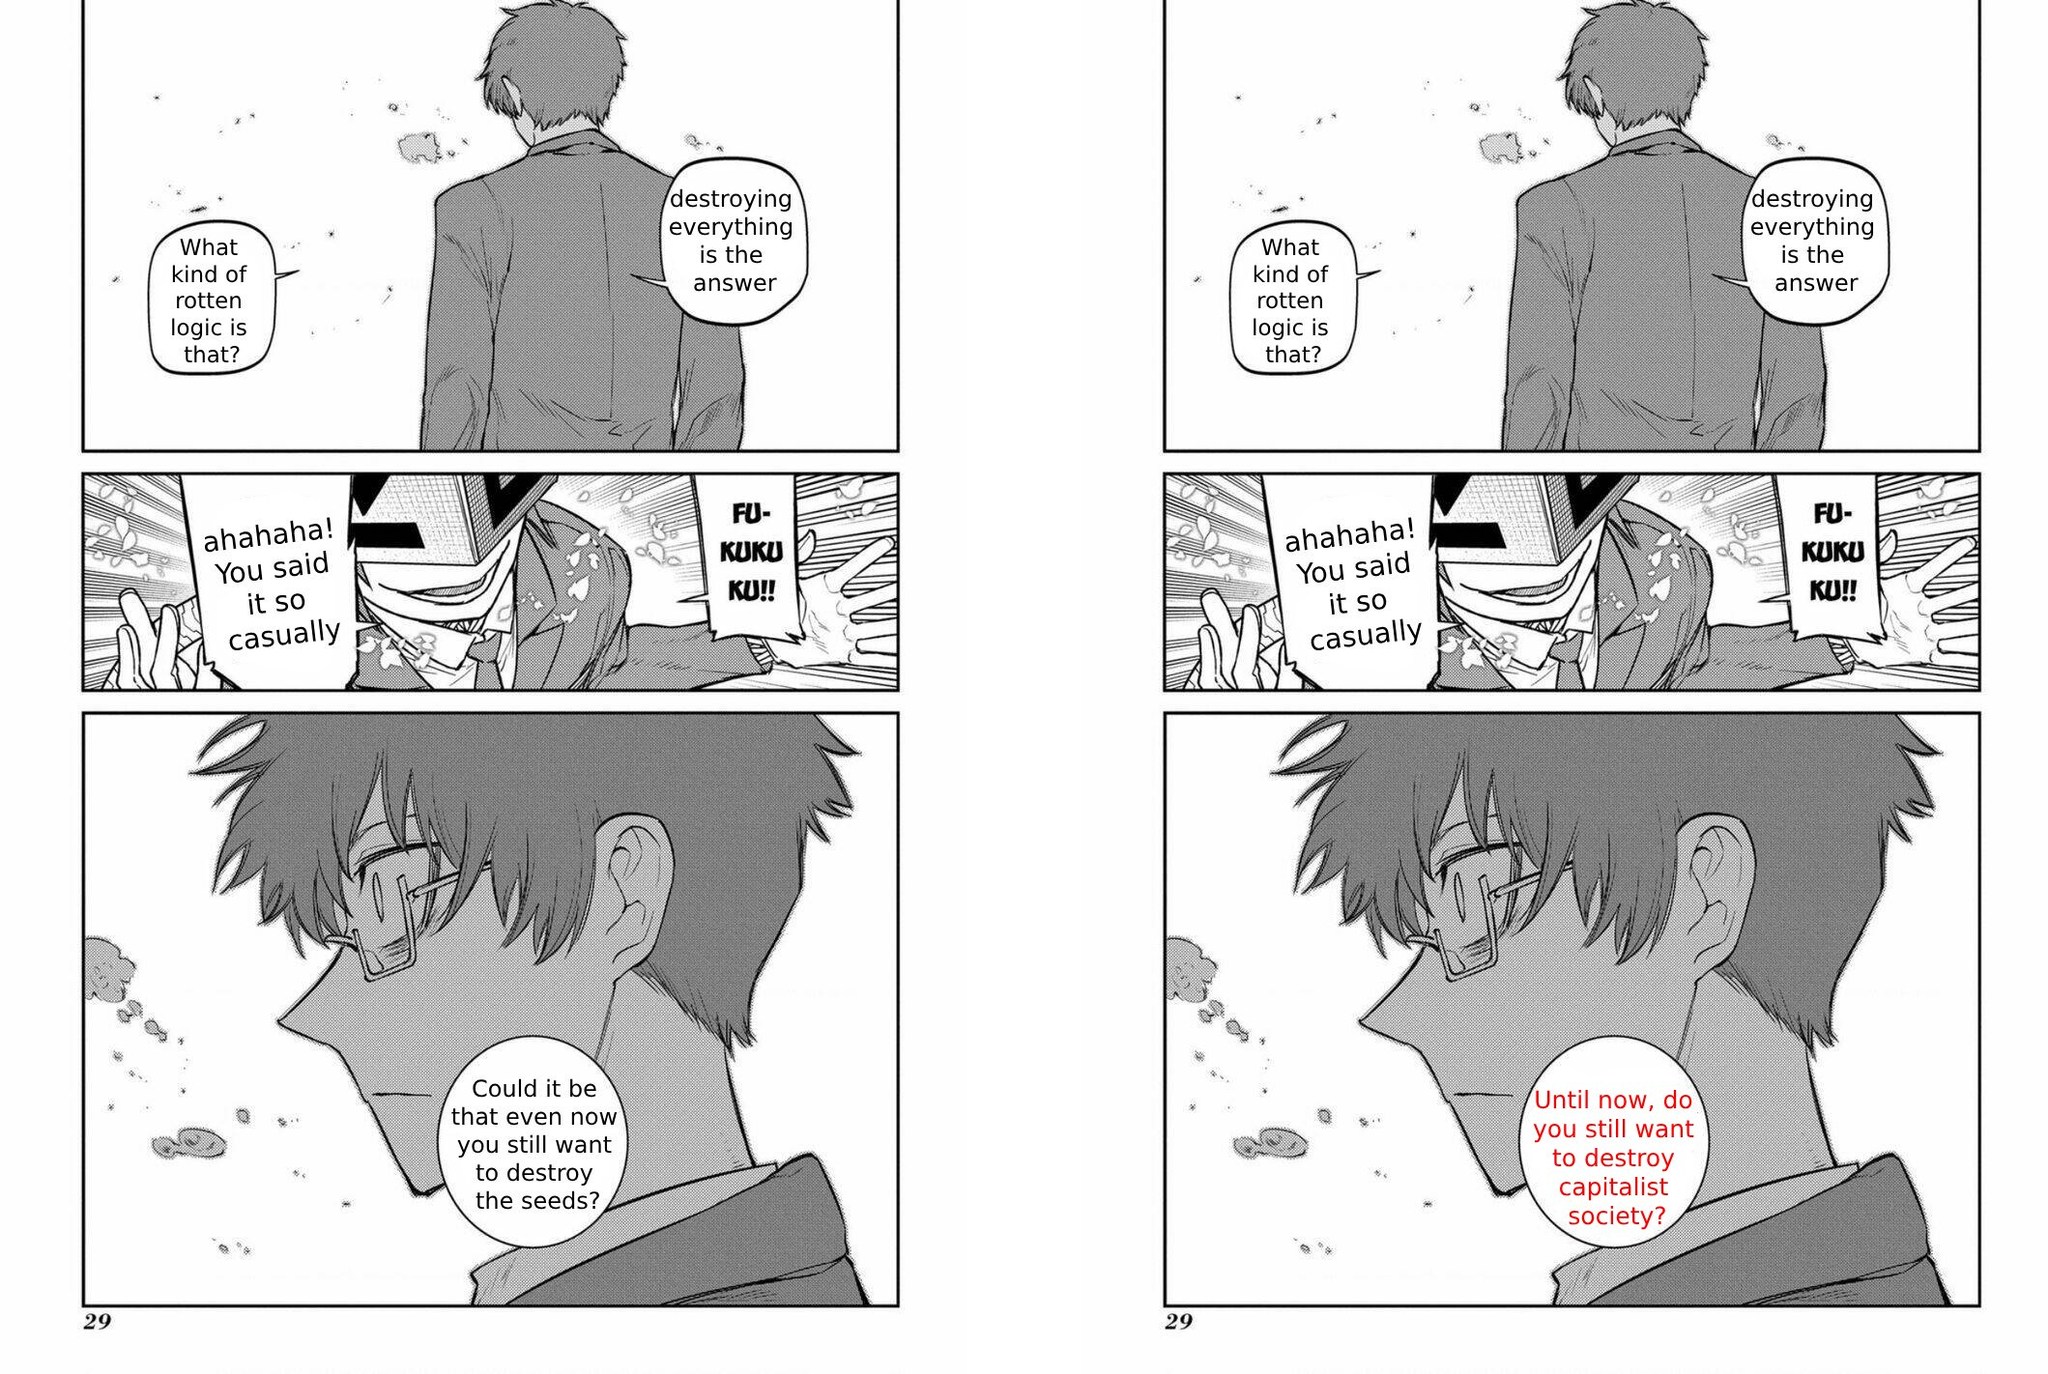 destroying
everything
is the
answer
What
kind of
rotten
logic is
that?
FU-
KUKU
KU!!
ahahaha!
You said
it so
casually
Could it be
that even now
you still want
to destroy
the seeds?
29
destroying
everything
is the
answer
What
kind of
rotten
logic is
that?
FU-
KUKU
KU!!
ahahaha!
You said
it so
casually
Until now, do
you still want
to destroy
capitalist
society?
29